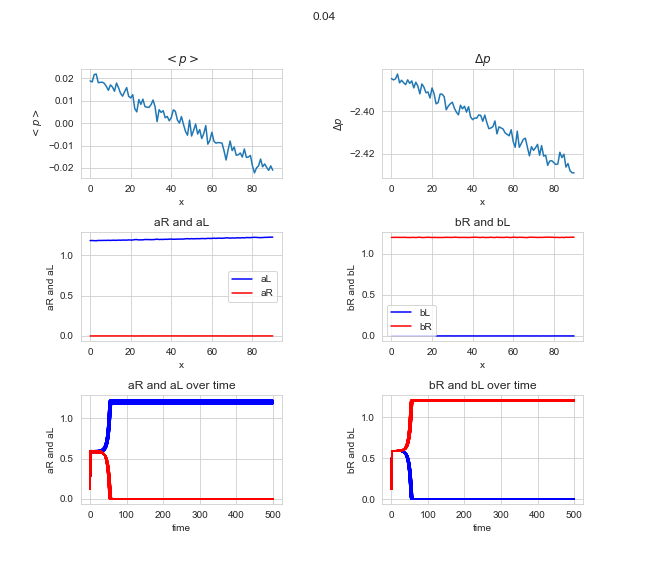 0.04
< p >
Δp
0.02
0.01
0.00
−0.01
−0.02
< p >
−2.40
−2.42
Δp
0 20 40 60 80
x
0 20 40 60 80
x
aR and aL
bR and bL
1.0
0.5
0.0
aR and aL
aL
aR
1.0
0.5
0.0
bR and bL
bL
bR
0 20 40 60 80
x
0 20 40 60 80
x
aR and aL over time
bR and bL over time
1.0
0.5
0.0
aR and aL
1.0
0.5
0.0
bR and bL
0 100 200 300 400 500
time
0 100 200 300 400 500
time